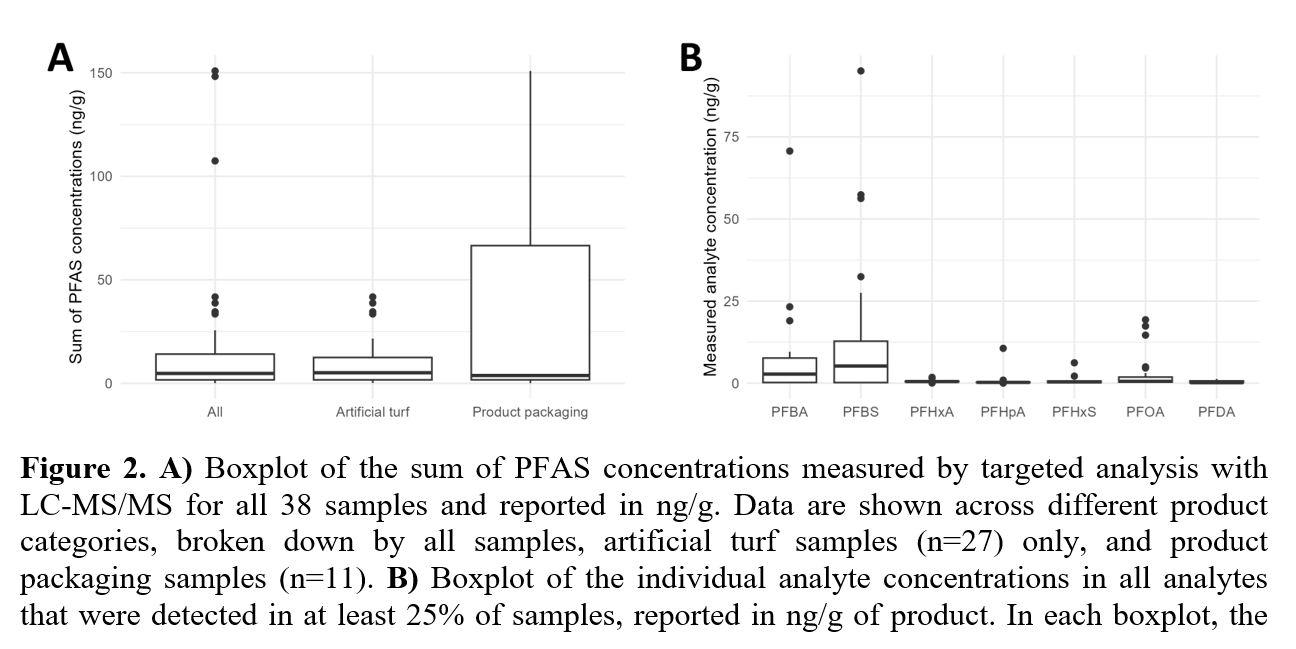 A
Sum of PFAS concentrations (ng/g)
150
100
50
0
All
Artificial turf
Product packaging
B
Measured analyte concentration (ng/g)
75
50
25
0
PFBA
PFBS
PFHxA
PFHpA
PFHxS
PFOA
PFDA
Figure 2. A) Boxplot of the sum of PFAS concentrations measured by targeted analysis with
LC-MS/MS for all 38 samples and reported in ng/g. Data are shown across different product
categories, broken down by all samples, artificial turf samples (n=27) only, and product
packaging samples (n=11). B) Boxplot of the individual analyte concentrations in all analytes
that were detected in at least 25% of samples, reported in ng/g of product. In each boxplot, the